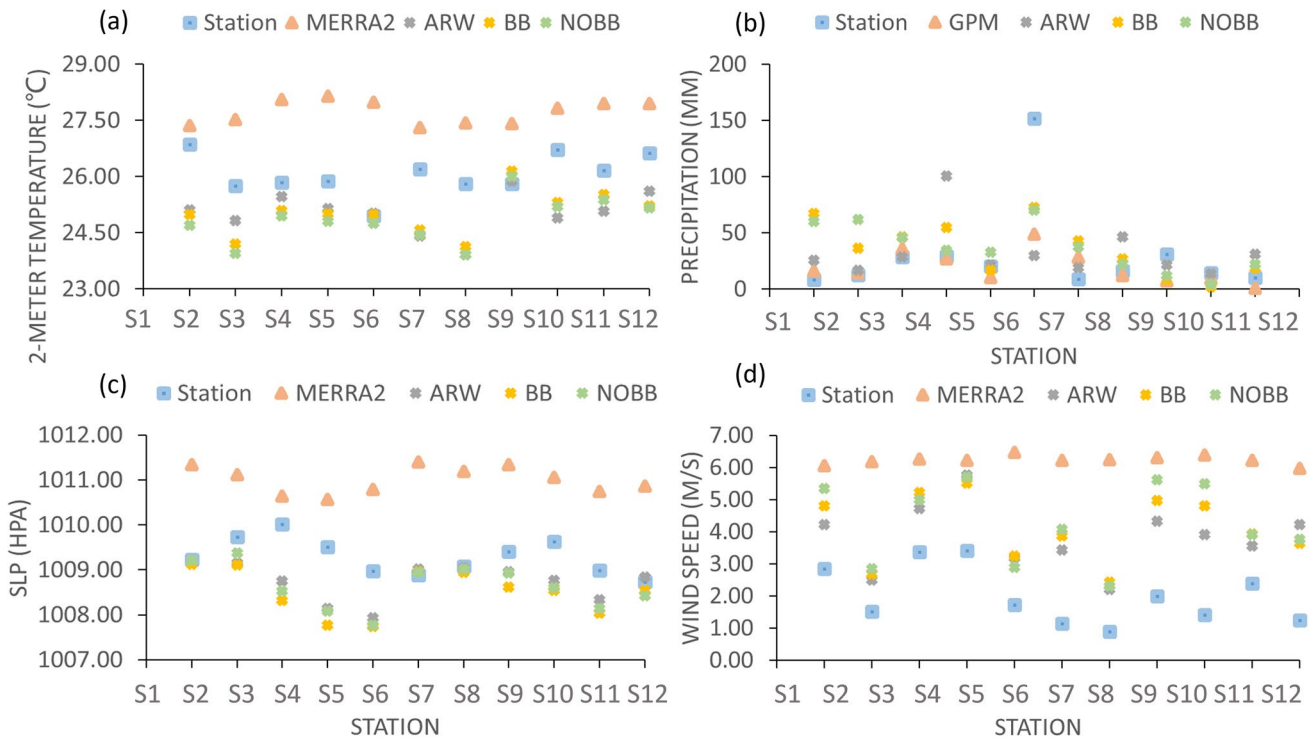 (a)
Station MERRA2 ARW BB NOBB
2-METER TEMPERATURE (℃)
29.00
27.50
26.00
24.50
23.00
S1 S2 S3 S4 S5 S6 S7 S8 S9 S10 S11 S12
(b)
Station GPM ARW BB NOBB
PRECIPITATION (MM)
200
150
100
50
0
S1 S2 S3 S4 S5 S6 S7 S8 S9 S10 S11 S12
STATION
(c)
Station MERRA2 ARW BB NOBB
SLP (HPA)
1012.00
1011.00
1010.00
1009.00
1008.00
1007.00
S1 S2 S3 S4 S5 S6 S7 S8 S9 S10 S11 S12
STATION
(d)
Station MERRA2 ARW BB NOBB
WIND SPEED (M/S)
7.00
6.00
5.00
4.00
3.00
2.00
1.00
0.00
S1 S2 S3 S4 S5 S6 S7 S8 S9 S10 S11 S12
STATION